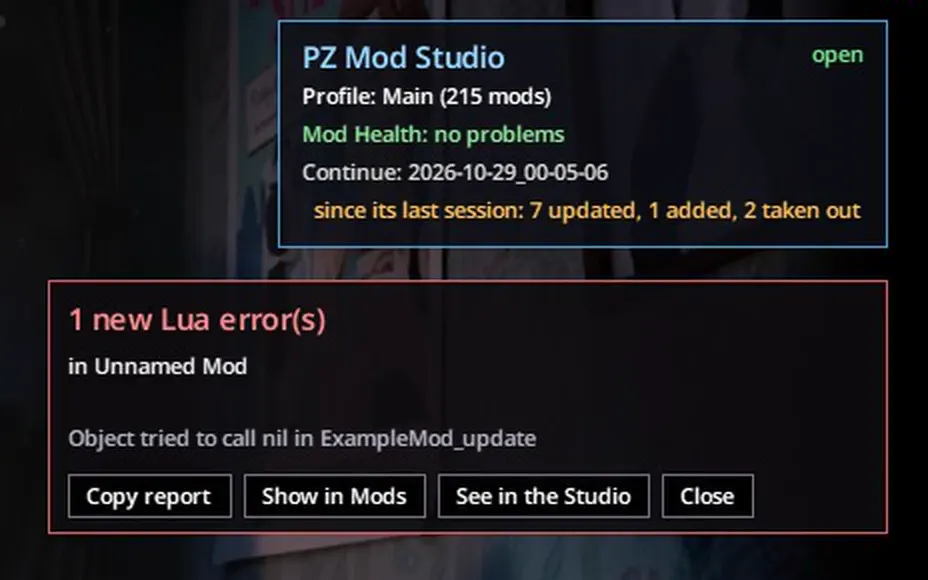 PZ Mod Studio open
Profile: Main (215 mods)
Mod Health: no problems
Continue: 2026-10-29_00-05-06
since its last session: 7 updated, 1 added, 2 taken out
1 new Lua error(s)
in Unnamed Mod
Object tried to call nil in ExampleMod_update
Copy report Show in Mods See in the Studio Close